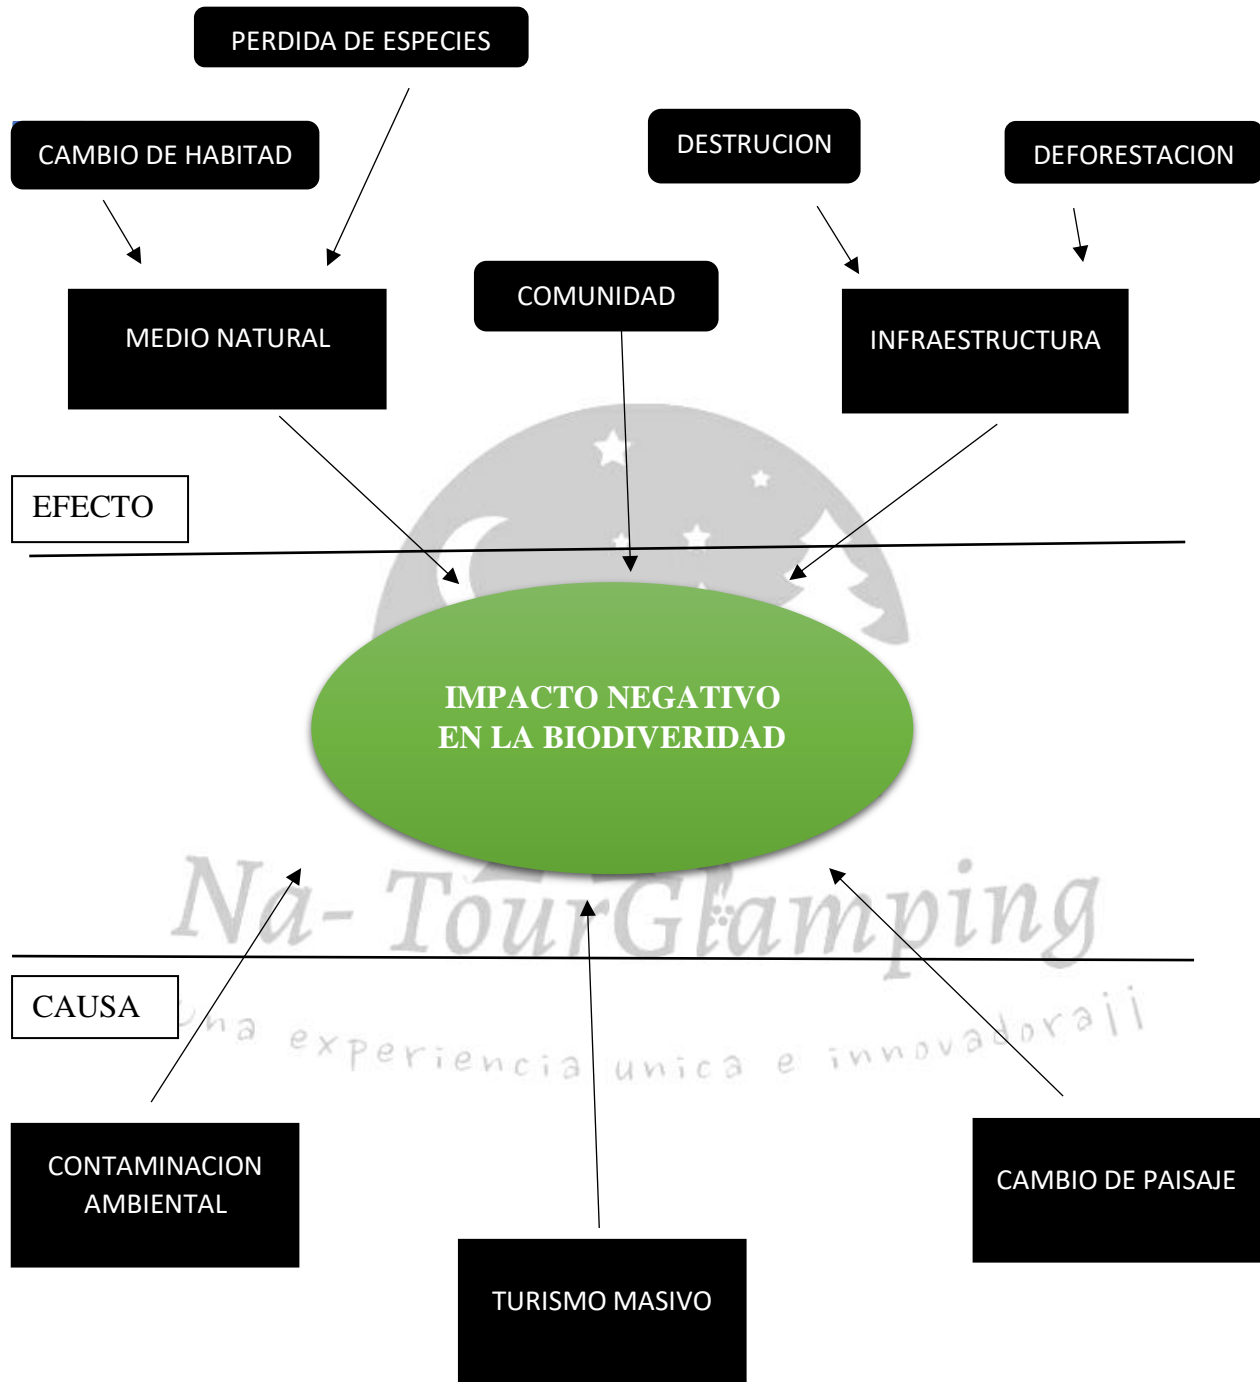 PERDIDA DE ESPECIES
CAMBIO DE HABITAD
DESTRUCION
DEFORESTACION
COMUNIDAD
MEDIO NATURAL
INFRAESTRUCTURA
EFECTO
IMPACTO NEGATIVO
EN LA BIODIVERIDAD
Na-TourGlamping
CAUSA
una experiencia unica e innovadora¡¡
CONTAMINACION
AMBIENTAL
CAMBIO DE PAISAJE
TURISMO MASIVO